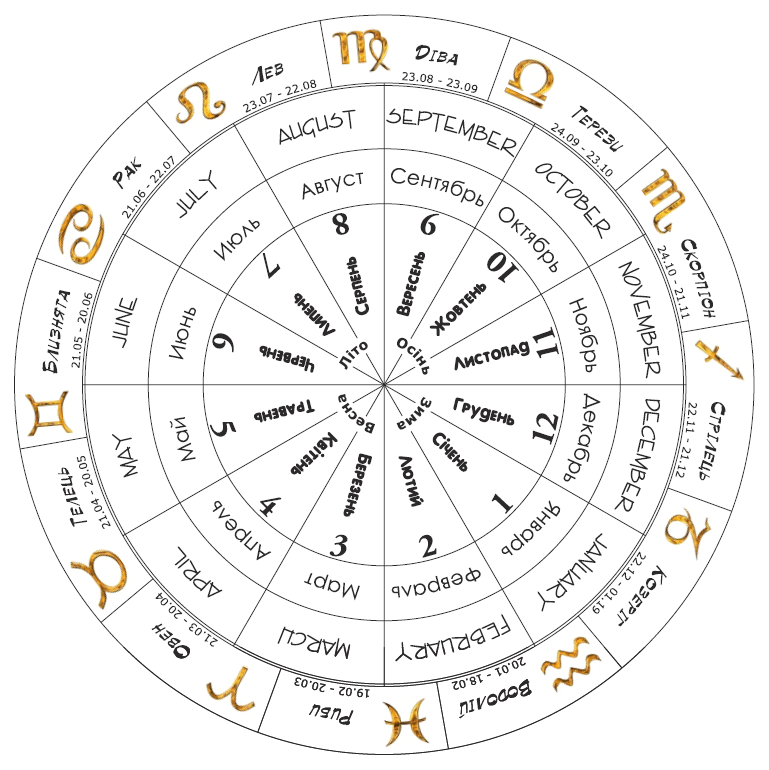 Діва
23.08 - 23.09
Терези
24.09 - 23.10
Скорпіон
24.10 - 21.11
Стрілець
22.11 - 21.12
Козеріг
22.12 - 01.19
Водолій
20.01 - 18.02
Риби
19.02 - 20.03
Овен
21.03 - 20.04
Телець
21.04 - 20.05
Близнята
21.05 - 20.06
Рак
21.06 - 22.07
Лев
23.07 - 22.08
SEPTEMBER
OCTOBER
NOVEMBER
DECEMBER
JANUARY
FEBRUARY
MARCH
APRIL
MAY
JUNE
JULY
AUGUST
Сентябрь
Октябрь
Ноябрь
Декабрь
Январь
Февраль
Март
Апрель
Май
Июнь
Июль
Август
9
10
11
12
1
2
3
4
5
6
7
8
Вересень
Жовтень
Листопад
Грудень
Січень
Лютий
Березень
Квітень
Травень
Червень
Липень
Серпень
Осінь
Зима
Весна
Літо